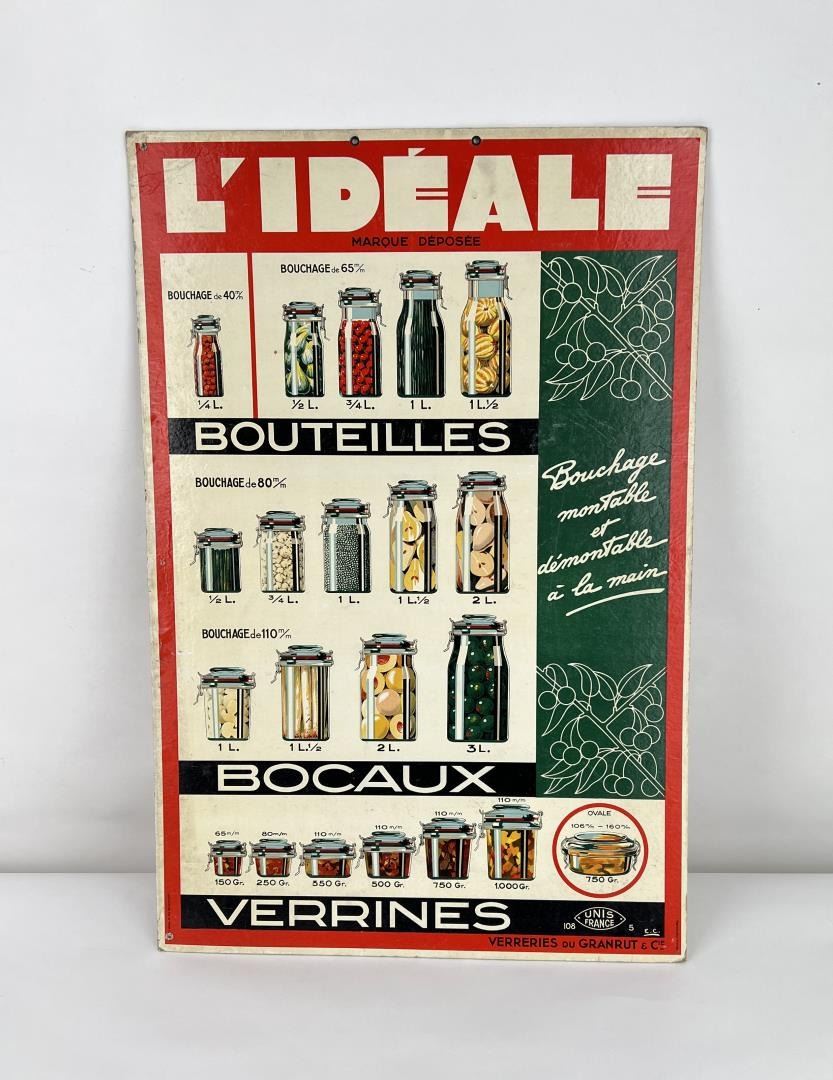 L'IDÉALE
MARQUE DÉPOSÉE
BOUCHAGE de 40 m/m
BOUCHAGE de 65 m/m
1/4 L.
1/2 L. 3/4 L. 1 L. 1 L.1/2
BOUTEILLES
BOUCHAGE de 80 m/m
1/2 L. 3/4 L. 1 L. 1 L.1/2 2 L.
BOUCHAGE de 110 m/m
1 L. 1 L.1/2 2 L. 3 L.
BOCAUX
Bouchage
montable
et
démontable
à la main
65 m/m 80 m/m 110 m/m 110 m/m 110 m/m 110 m/m
150 Gr. 250 Gr. 350 Gr. 500 Gr. 750 Gr. 1.000 Gr.
OVALE
106 m/m - 160 m/m
750 Gr.
VERRINES
108 UNIS FRANCE 5 E.C.
VERRERIES DU GRANRUT & Cie